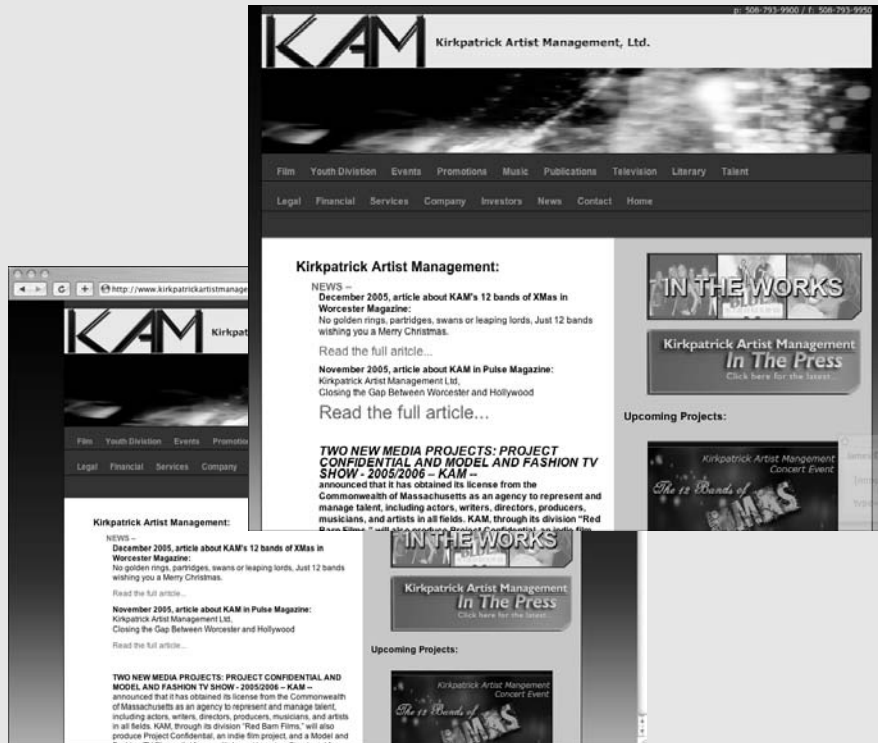 p: 508-793-9900 / f: 508-793-9950
KAM
Kirkpatrick Artist Management, Ltd.
Film Youth Divistion Events Promotions Music Publications Television Literary Talent
Legal Financial Services Company Investors News Contact Home
Kirkpatrick Artist Management:
NEWS –
December 2005, article about KAM's 12 bands of XMas in
Worcester Magazine:
No golden rings, partridges, swans or leaping lords, Just 12 bands
wishing you a Merry Christmas.
Read the full aritcle...
November 2005, article about KAM in Pulse Magazine:
Kirkpatrick Artist Management Ltd,
Closing the Gap Between Worcester and Hollywood
Read the full article...
TWO NEW MEDIA PROJECTS: PROJECT
CONFIDENTIAL AND MODEL AND FASHION TV
SHOW - 2005/2006 – KAM --
announced that it has obtained its license from the
Commonwealth of Massachusetts as an agency to represent and
manage talent, including actors, writers, directors, producers,
musicians, and artists in all fields. KAM, through its division "Red
Barn Films," will also produce Project Confidential, an indie film
IN THE WORKS
Kirkpatrick Artist Management
In The Press
Click here for the latest...
Upcoming Projects:
Kirkpatrick Artist Mangement
Concert Event
The 12 Bands of
KMAS
http://www.kirkpatrickartistmanage
KAM
Kirkpat
Film Youth Divistion Events Promotio
Legal Financial Services Company
Kirkpatrick Artist Management:
NEWS –
December 2005, article about KAM's 12 bands of XMas in
Worcester Magazine:
No golden rings, partridges, swans or leaping lords, Just 12 bands
wishing you a Merry Christmas.
Read the full aritcle...
November 2005, article about KAM in Pulse Magazine:
Kirkpatrick Artist Management Ltd,
Closing the Gap Between Worcester and Hollywood
Read the full article...
TWO NEW MEDIA PROJECTS: PROJECT CONFIDENTIAL AND
MODEL AND FASHION TV SHOW - 2005/2006 – KAM --
announced that it has obtained its license from the Commonwealth
of Massachusetts as an agency to represent and manage talent,
including actors, writers, directors, producers, musicians, and artists
in all fields. KAM, through its division "Red Barn Films," will also
produce Project Confidential, an indie film project, and a Model and
IN THE WORKS
Kirkpatrick Artist Management
In The Press
Click here for the latest...
Upcoming Projects:
Kirkpatrick Artist Mangement
Concert Event
The 12 Bands of
KMAS